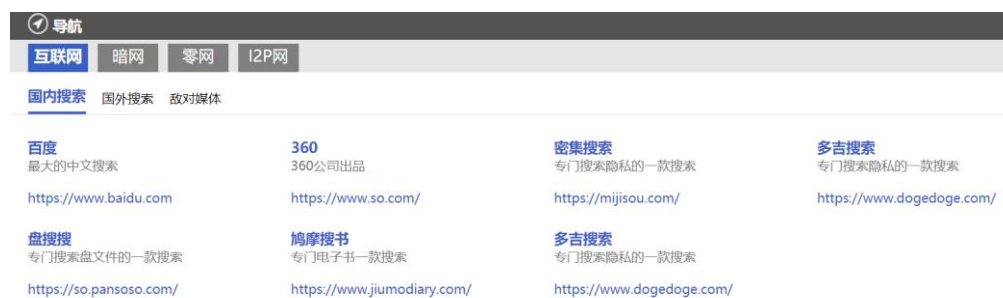 导航
互联网 暗网 零网 I2P网
国内搜索 国外搜索 敌对媒体
百度 360 密集搜索 多吉搜索
最大的中文搜索 360公司出品 专门搜索隐私的一款搜索 专门搜索隐私的一款搜索
https://www.baidu.com https://www.so.com/ https://mijisou.com/ https://www.dogedoge.com/
盘搜搜 鸠摩搜书 多吉搜索
专门搜索盘文件的一款搜索 专门电子书一款搜索 专门搜索隐私的一款搜索
https://so.pansoso.com/ https://www.jiumodiary.com/ https://www.dogedoge.com/